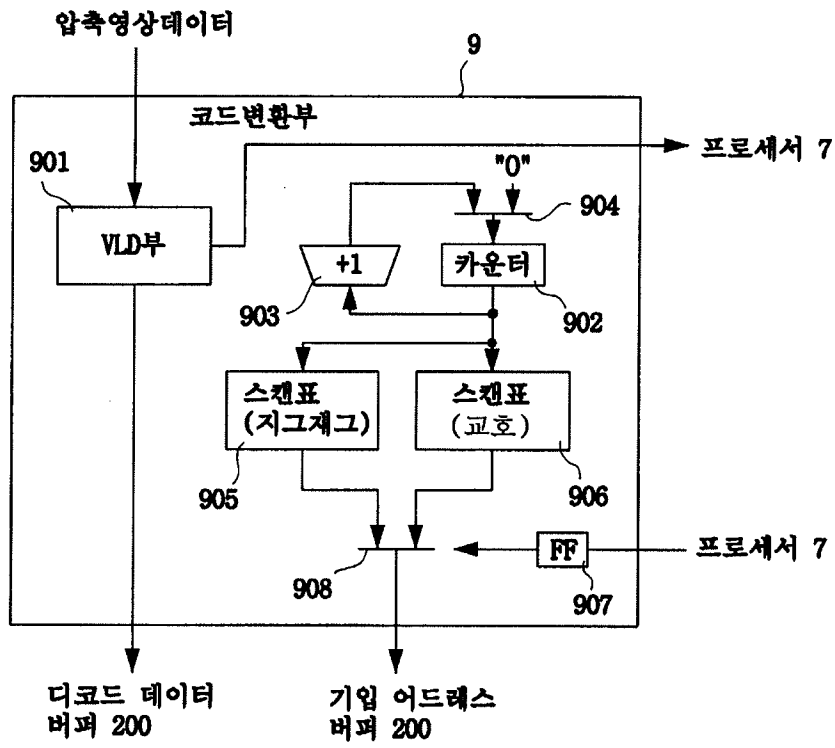 압축영상데이터
9
코드변환부
프로세서 7
901
"0"
VLD부
904
+1
카운터
903
902
스캔표
(지그재그)
스캔표
(교호)
905
906
FF
프로세서 7
908
907
디코드 데이터
버퍼 200
기입 어드레스
버퍼 200